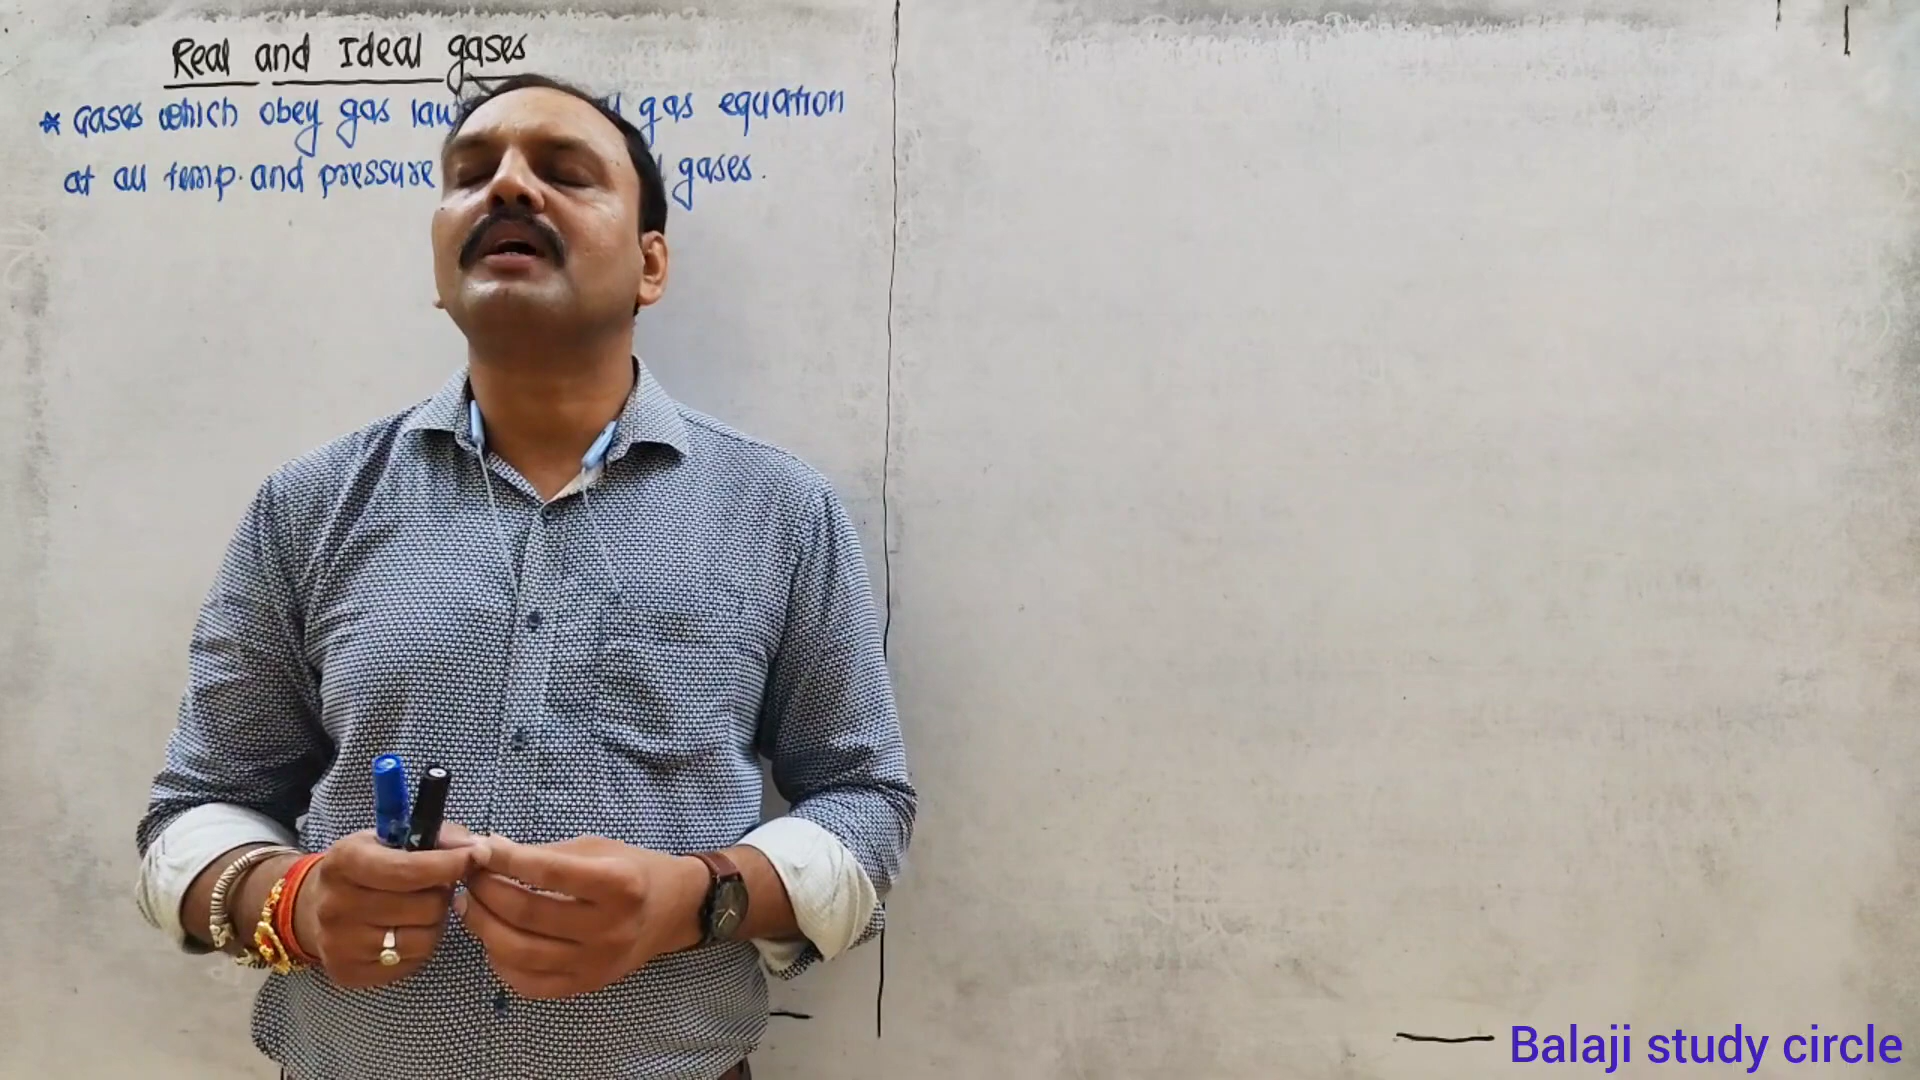 Real and Ideal gases
* Gases which obey gas law gas equation
at all temp. and pressure gases.
Balaji study circle